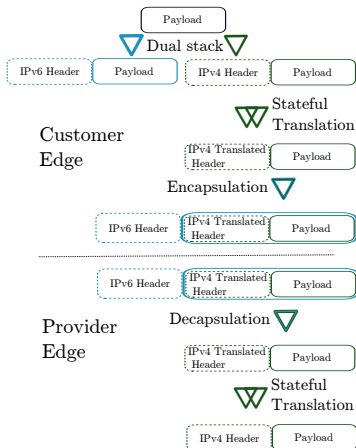 Payload
Dual stack
IPv6 Header Payload IPv4 Header Payload
Stateful
Translation
Customer
Edge
IPv4 Translated
Header
Payload
Encapsulation
IPv6 Header
IPv4 Translated
Header
Payload
IPv6 Header
IPv4 Translated
Header
Payload
Provider
Edge
Decapsulation
IPv4 Translated
Header
Payload
Stateful
Translation
IPv4 Header Payload